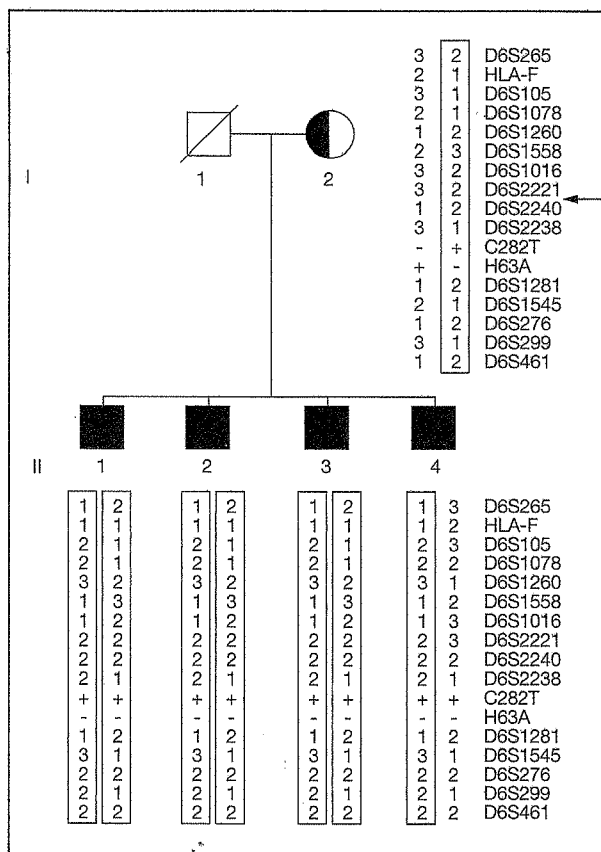 3 2 D6S265
2 1 HLA-F
3 1 D6S105
2 1 D6S1078
1 2 D6S1260
2 3 D6S1558
3 2 D6S1016
3 2 D6S2221
1 2 D6S2240
3 1 D6S2238
- + C282T
+ - H63A
1 2 D6S1281
2 1 D6S1545
1 2 D6S276
3 1 D6S299
1 2 D6S461
I
1 2
II
1 2 3 4
1 2 1 2 1 2 1 3 D6S265
1 1 1 1 1 1 1 2 HLA-F
2 1 2 1 2 1 2 3 D6S105
2 1 2 1 2 1 2 2 D6S1078
3 2 3 2 3 2 3 1 D6S1260
1 3 1 3 1 3 1 2 D6S1558
1 2 1 2 1 2 1 3 D6S1016
2 2 2 2 2 2 2 3 D6S2221
2 2 2 2 2 2 2 2 D6S2240
2 1 2 1 2 1 2 1 D6S2238
+ + + + + + + + C282T
- - - - - - - - H63A
1 2 1 2 1 2 1 2 D6S1281
3 1 3 1 3 1 3 1 D6S1545
2 2 2 2 2 2 2 2 D6S276
2 1 2 1 2 1 2 1 D6S299
2 2 2 2 2 2 2 2 D6S461